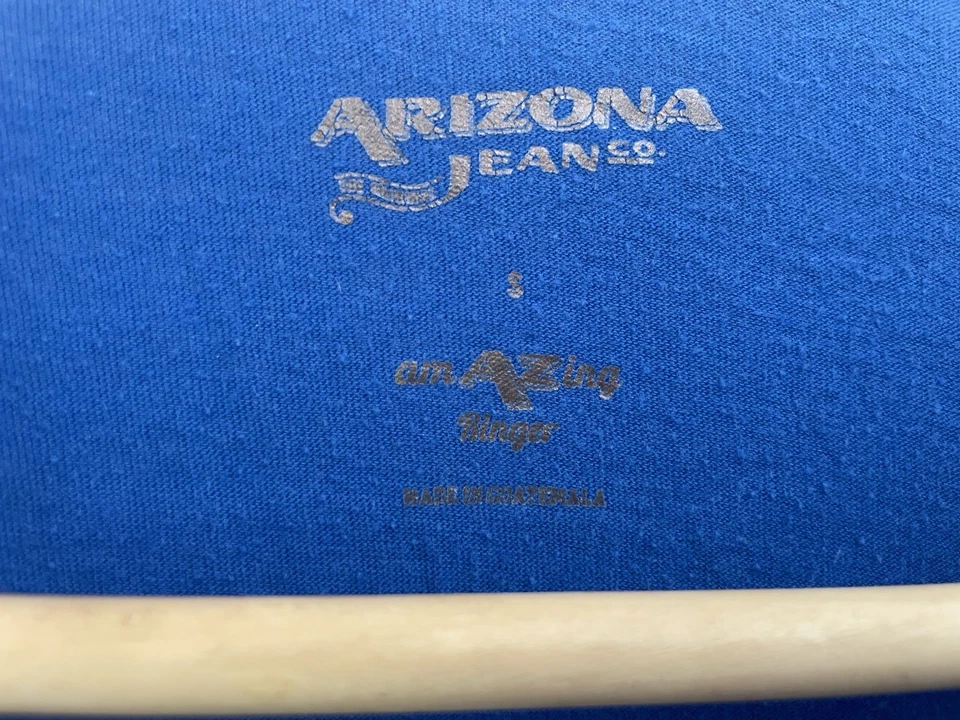 ARIZONA
JEAN CO.
S
amAZing
Ringer
MADE IN GUATEMALA